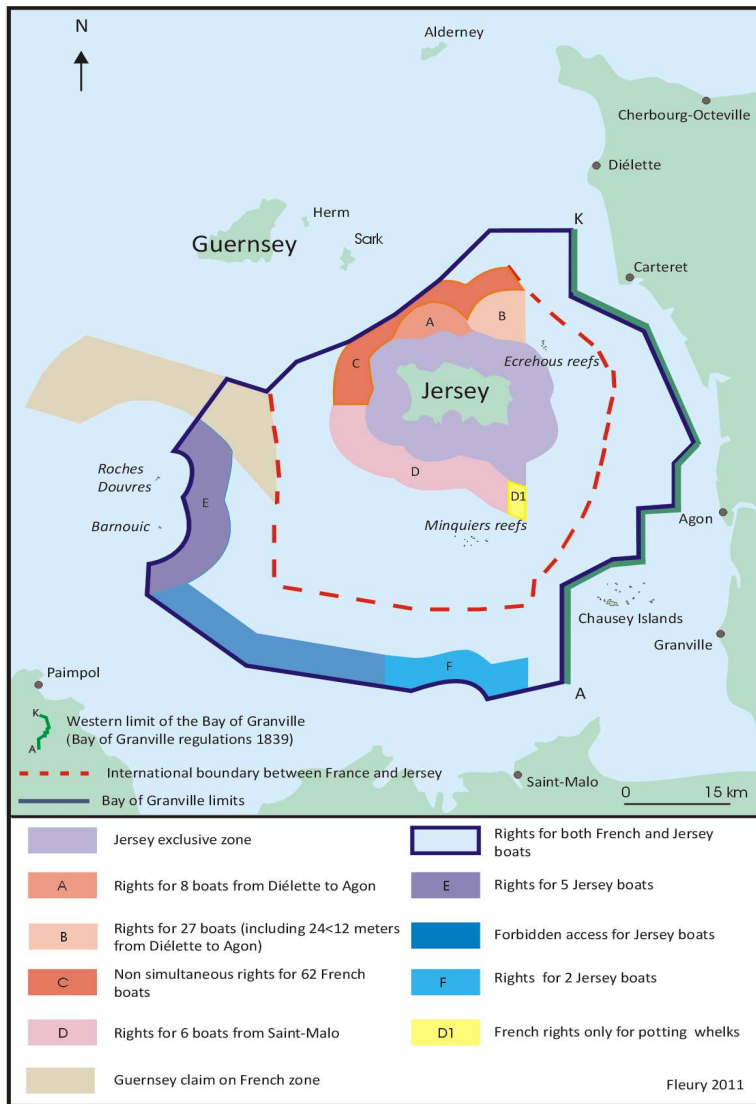 N
Alderney
Cherbourg-Octeville
Diélette
K
Herm
Guernsey
Sark
Carteret
A
B
C
Ecrehous reefs
Jersey
Roches
Douvres
E
D
D1
Barnouic
Minquiers reefs
Agon
Chausey Islands
Granville
F
Paimpol
A
K
A
Western limit of the Bay of Granville
(Bay of Granville regulations 1839)
International boundary between France and Jersey
Saint-Malo
0 15 km
Bay of Granville limits
Jersey exclusive zone
A Rights for 8 boats from Diélette to Agon
B Rights for 27 boats (including 24<12 meters
from Diélette to Agon)
C Non simultaneous rights for 62 French
boats
D Rights for 6 boats from Saint-Malo
Guernsey claim on French zone
Rights for both French and Jersey
boats
E Rights for 5 Jersey boats
Forbidden access for Jersey boats
F Rights for 2 Jersey boats
D1 French rights only for potting whelks
Fleury 2011